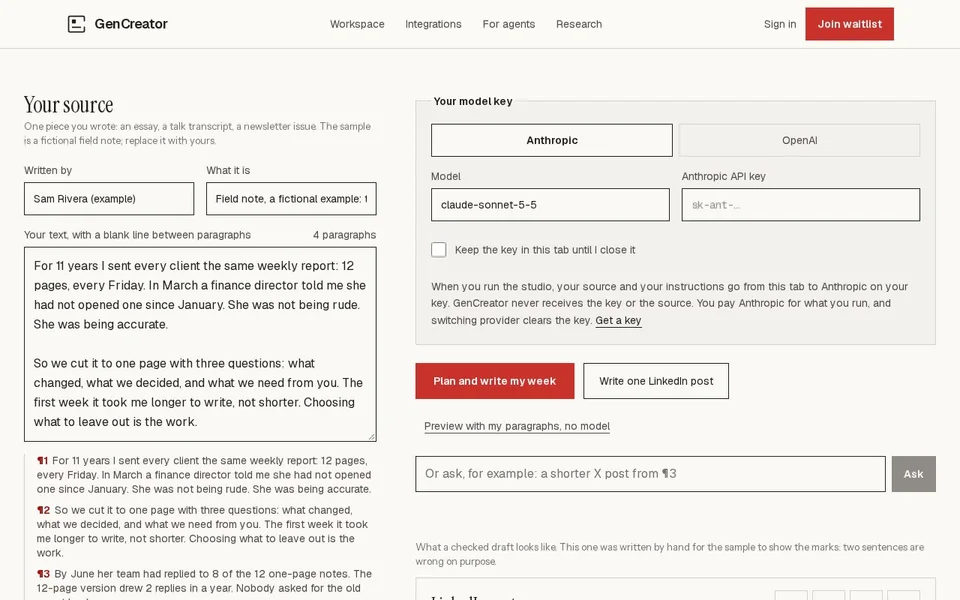 GenCreator
Workspace Integrations For agents Research
Sign in Join waitlist
Your source
One piece you wrote: an essay, a talk transcript, a newsletter issue. The sample
is a fictional field note; replace it with yours.
Written by What it is
Sam Rivera (example) Field note, a fictional example:
Your text, with a blank line between paragraphs 4 paragraphs
For 11 years I sent every client the same weekly report: 12
pages, every Friday. In March a finance director told me she
had not opened one since January. She was not being rude.
She was being accurate.
So we cut it to one page with three questions: what
changed, what we decided, and what we need from you. The
first week it took me longer to write, not shorter. Choosing
what to leave out is the work.
¶1 For 11 years I sent every client the same weekly report: 12 pages,
every Friday. In March a finance director told me she had not opened
one since January. She was not being rude. She was being accurate.
¶2 So we cut it to one page with three questions: what changed,
what we decided, and what we need from you. The first week it took
me longer to write, not shorter. Choosing what to leave out is the
work.
¶3 By June her team had replied to 8 of the 12 one-page notes. The
12-page version drew 2 replies in a year. Nobody asked for the old
Your model key
Anthropic OpenAI
Model Anthropic API key
claude-sonnet-5-5 sk-ant-...
Keep the key in this tab until I close it
When you run the studio, your source and your instructions go from this tab to Anthropic on your
key. GenCreator never receives the key or the source. You pay Anthropic for what you run, and
switching provider clears the key. Get a key
Plan and write my week Write one LinkedIn post
Preview with my paragraphs, no model
Or ask, for example: a shorter X post from ¶3 Ask
What a checked draft looks like. This one was written by hand for the sample to show the marks: two sentences are
wrong on purpose.